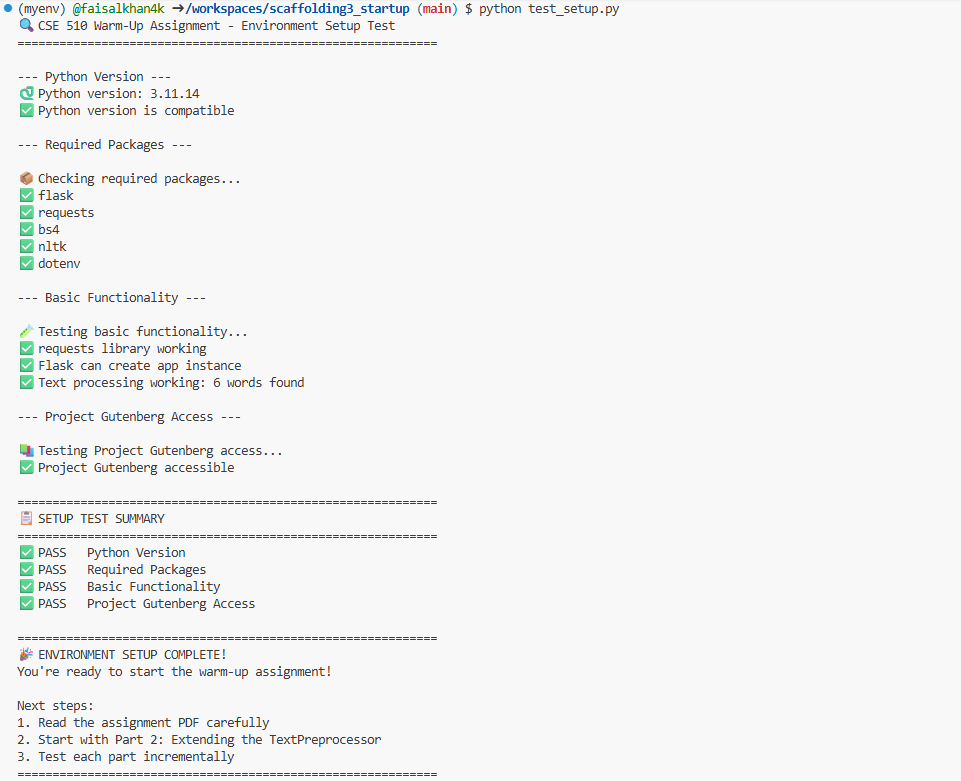 (myenv) @faisalkhan4k ➜/workspaces/scaffolding3_startup (main) $ python test_setup.py
🔍 CSE 510 Warm-Up Assignment - Environment Setup Test
============================================================
--- Python Version ---
🐍 Python version: 3.11.14
✅ Python version is compatible
--- Required Packages ---
📦 Checking required packages...
✅ flask
✅ requests
✅ bs4
✅ nltk
✅ dotenv
--- Basic Functionality ---
🧪 Testing basic functionality...
✅ requests library working
✅ Flask can create app instance
✅ Text processing working: 6 words found
--- Project Gutenberg Access ---
📚 Testing Project Gutenberg access...
✅ Project Gutenberg accessible
============================================================
📋 SETUP TEST SUMMARY
============================================================
✅ PASS   Python Version
✅ PASS   Required Packages
✅ PASS   Basic Functionality
✅ PASS   Project Gutenberg Access
============================================================
🎉 ENVIRONMENT SETUP COMPLETE!
You're ready to start the warm-up assignment!
Next steps:
1. Read the assignment PDF carefully
2. Start with Part 2: Extending the TextPreprocessor
3. Test each part incrementally
============================================================